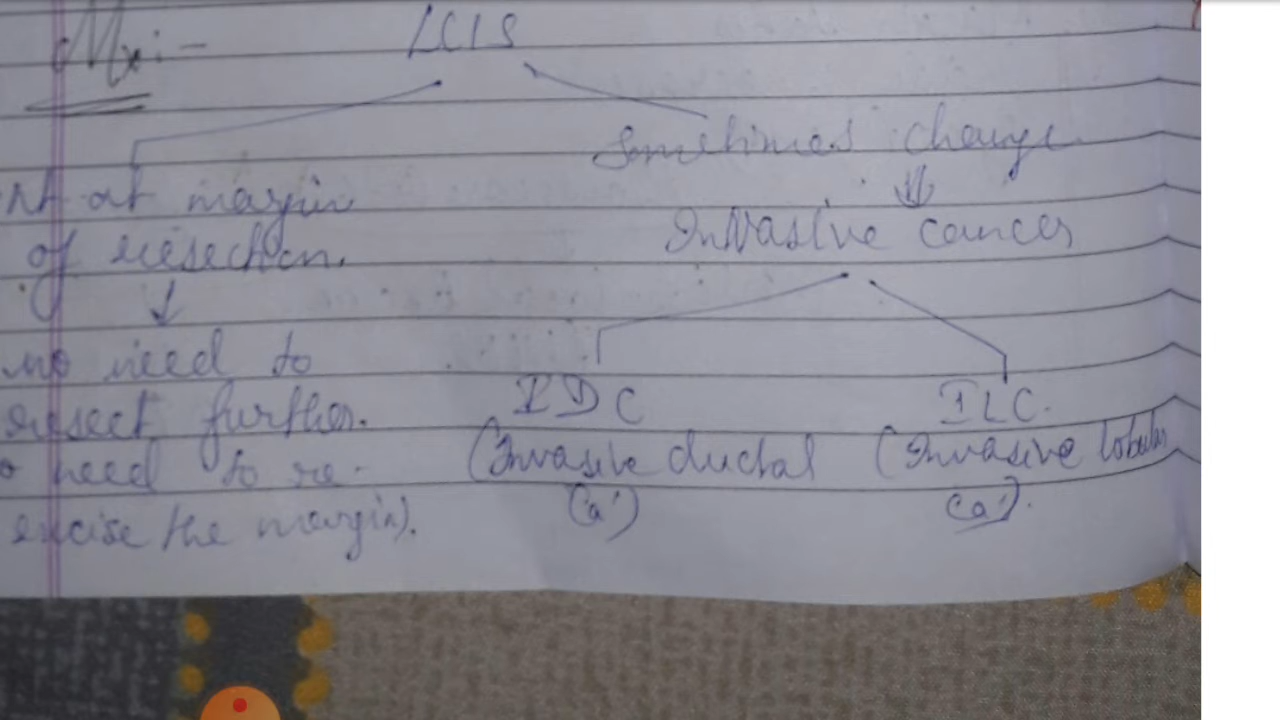 Mx:- LCIS
Sometimes change
at margin
of resection.
Invasive cancer
no need to
resect further.
IDC ILC.
need to re-
(Invasive ductal (Invasive lobular
Ca') Ca').
excise the margin).